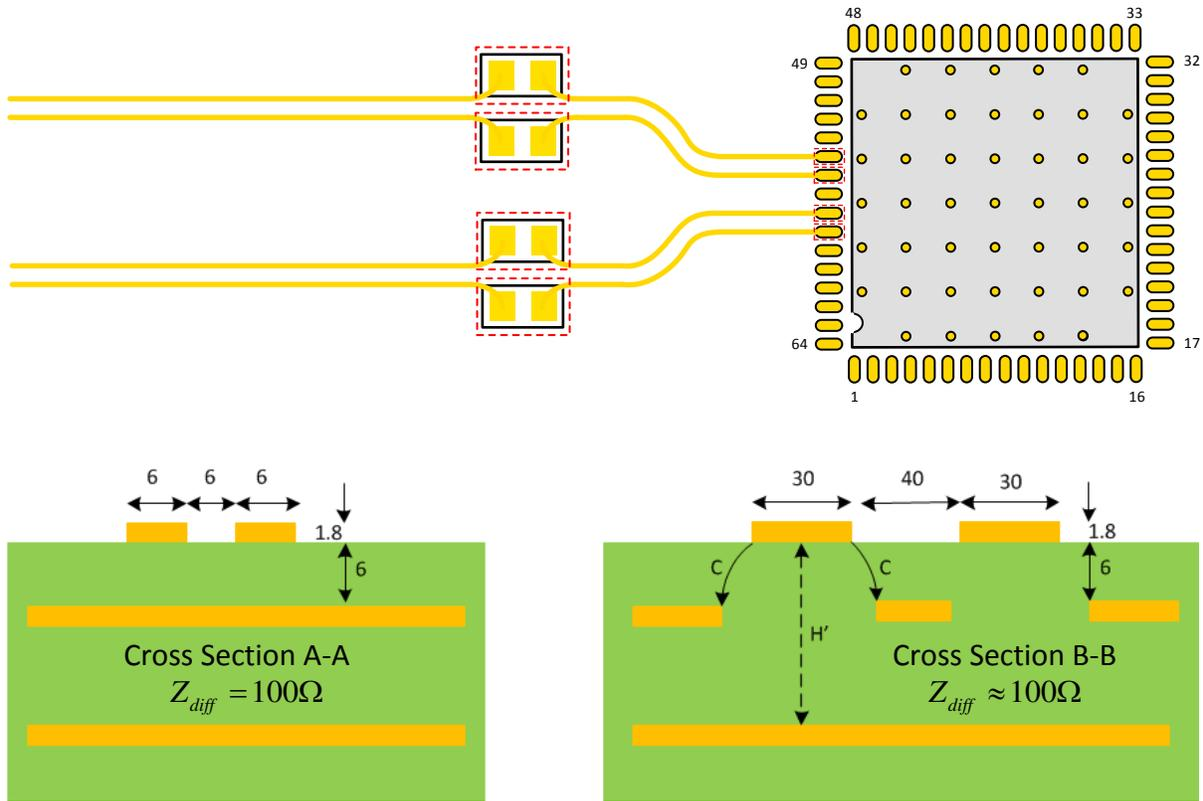 48
33
49
32
64
17
1
16
6
6
6
1.8
6
Cross Section A-A
Z_diff = 100Ω
30
40
30
1.8
C
C
6
H'
Cross Section B-B
Z_diff ≈ 100Ω